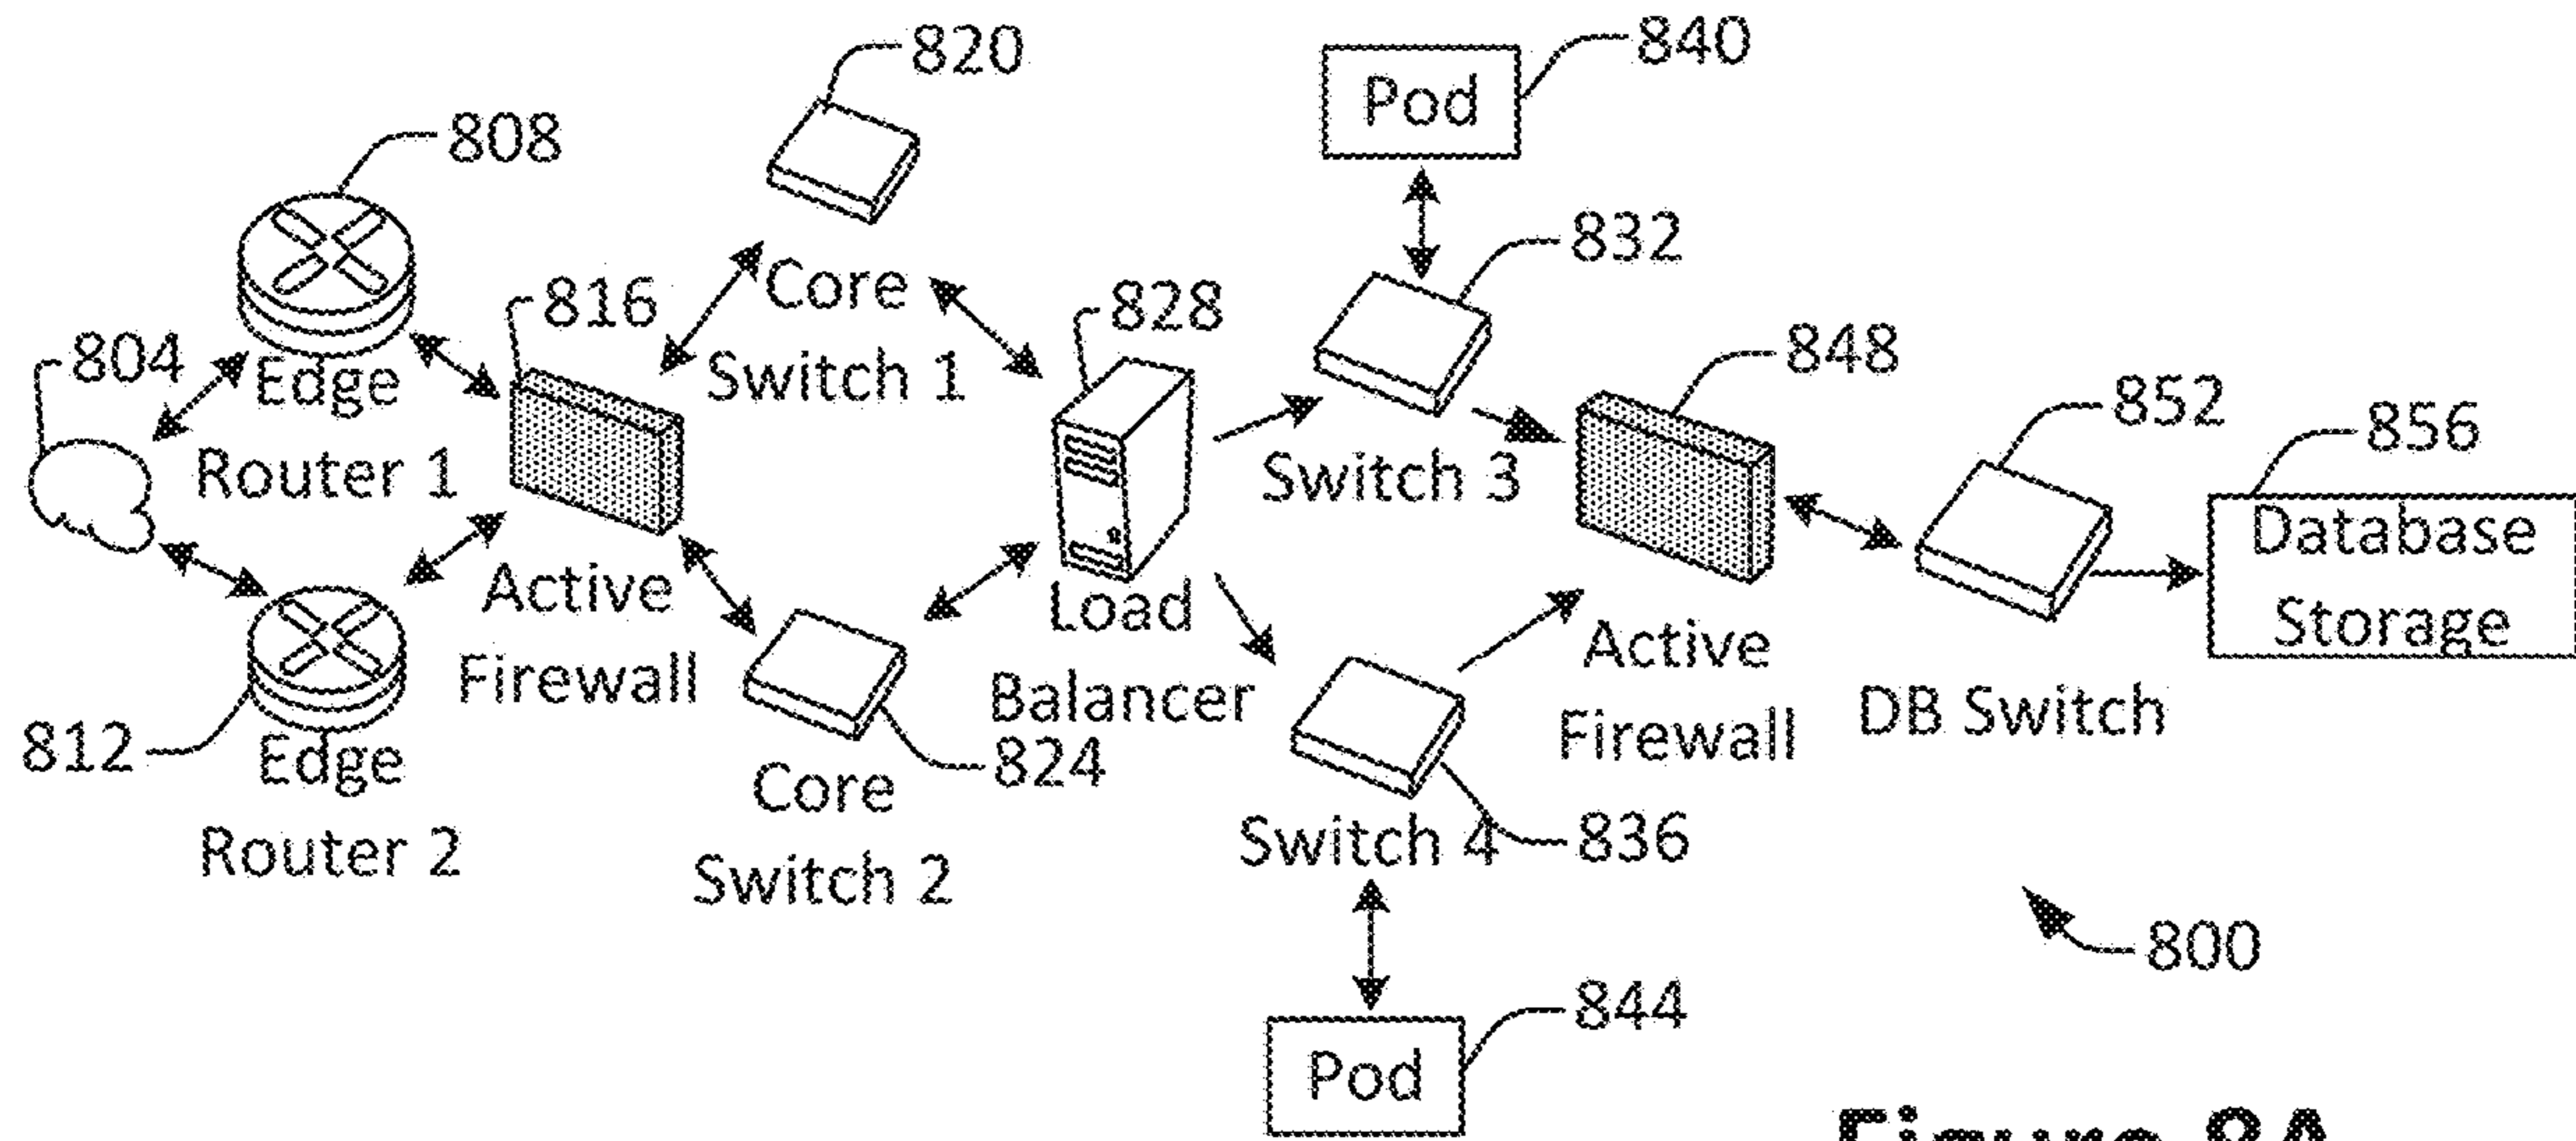 820
840
Pod
808
832
816
Core
Switch 1
828
848
804
Edge
Router 1
852
856
Switch 3
Database
Storage
Active
Firewall
Load
Balancer
Active
Firewall
DB Switch
812
Edge
Router 2
824
Core
Switch 2
Switch 4
836
800
844
Pod
Figure 8A